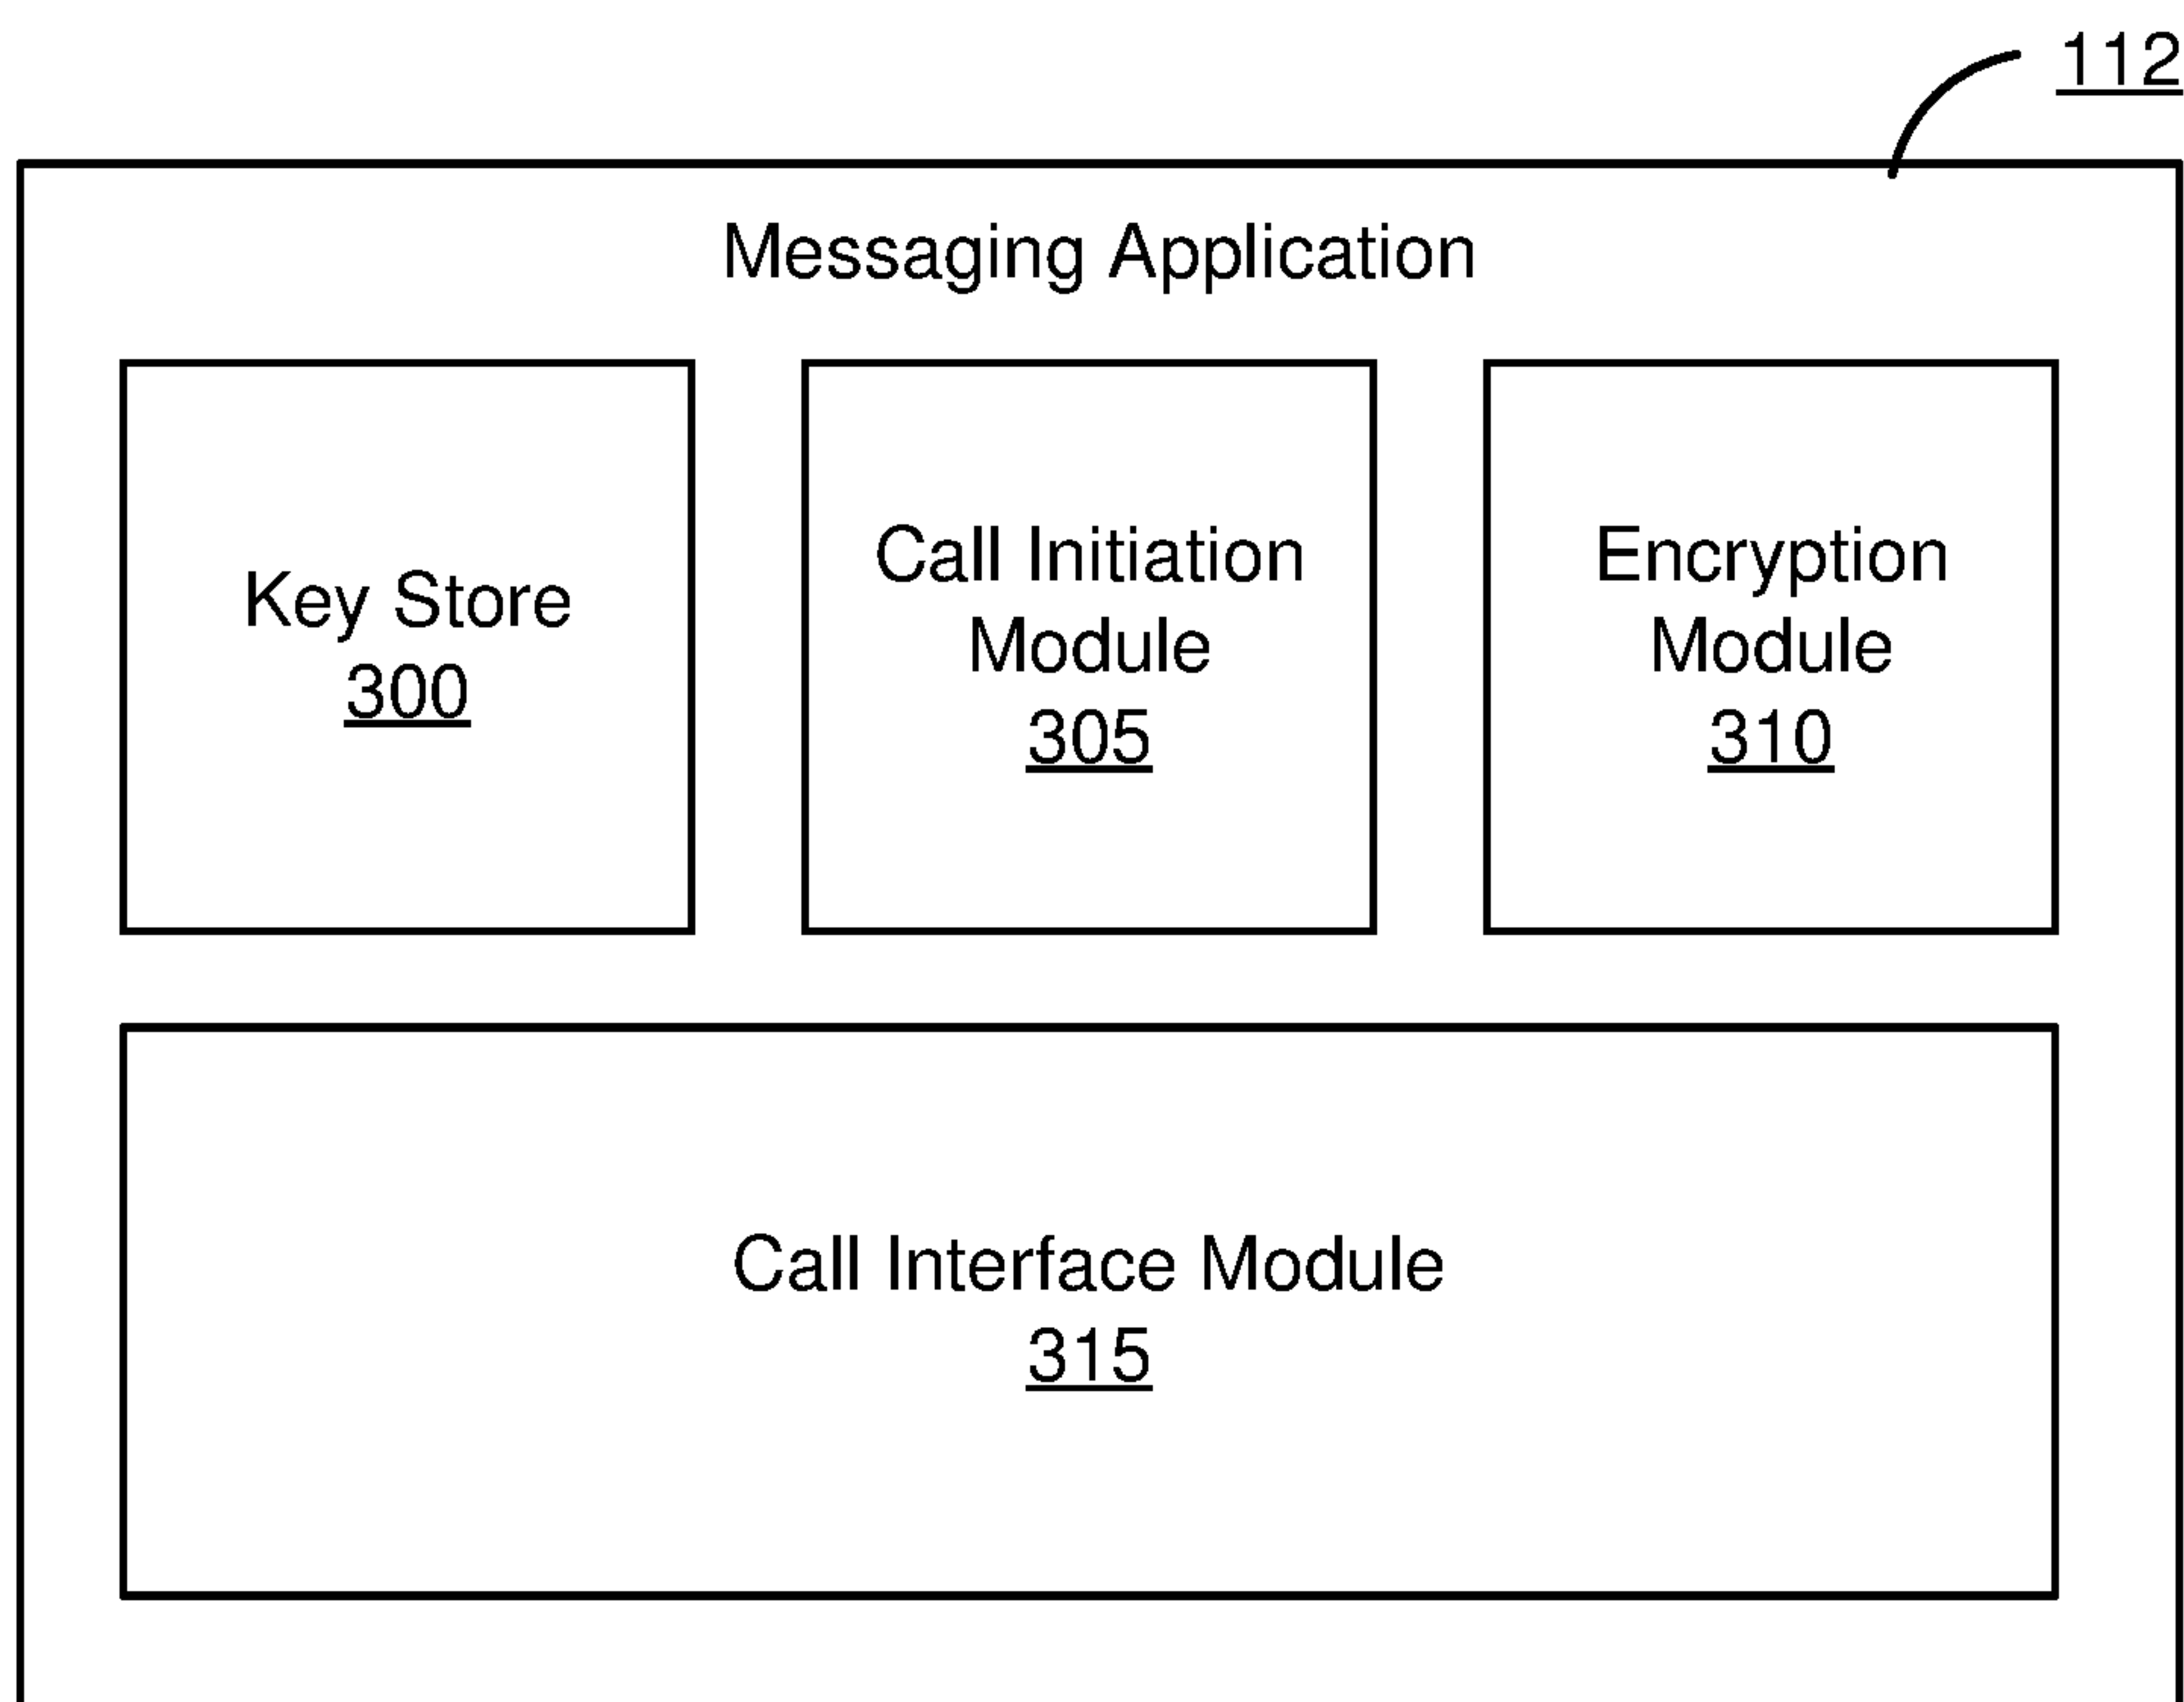 112
Messaging Application
Key Store
300
Call Initiation
Module
305
Encryption
Module
310
Call Interface Module
315